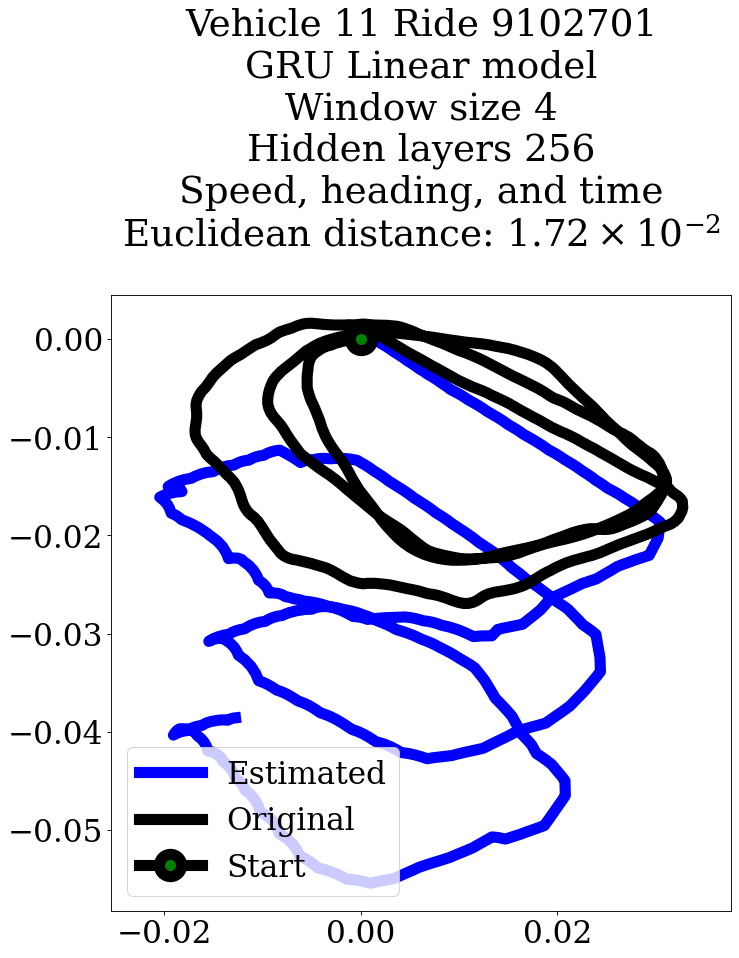 Vehicle 11 Ride 9102701
GRU Linear model
Window size 4
Hidden layers 256
Speed, heading, and time
Euclidean distance: 1.72 × 10⁻²
0.00
−0.01
−0.02
−0.03
−0.04
−0.05
Estimated
Original
Start
−0.02 0.00 0.02